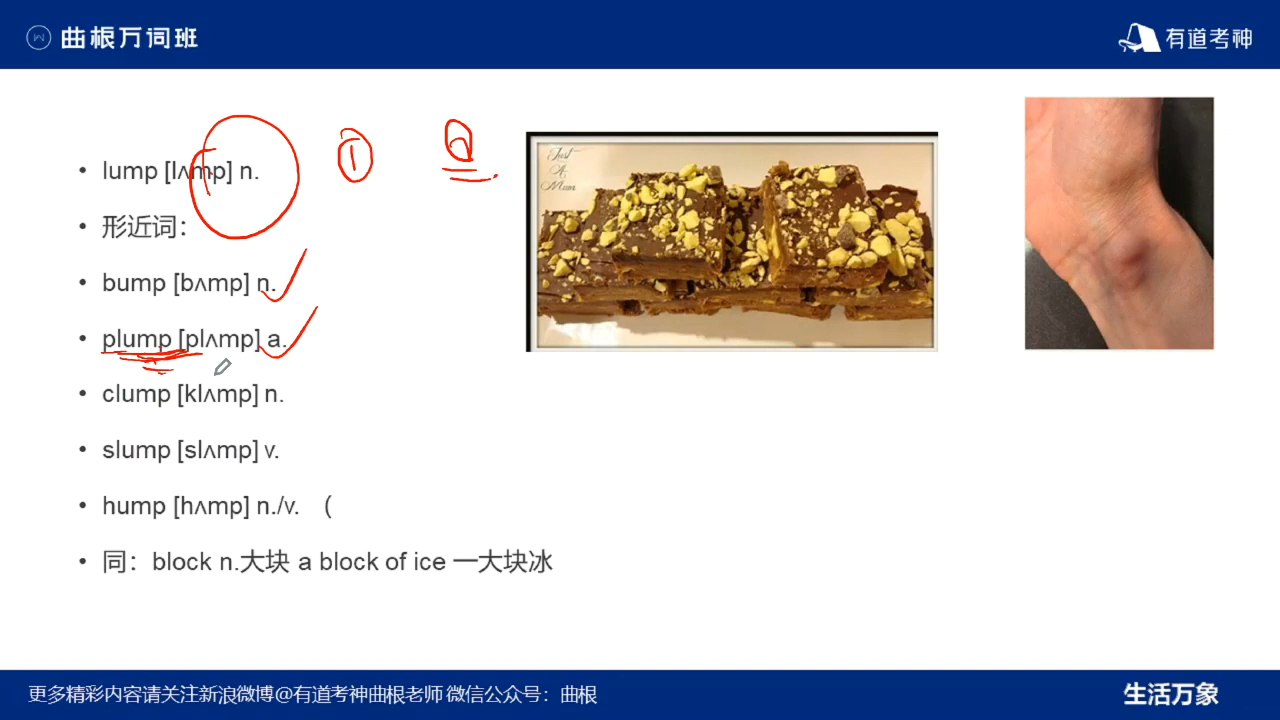 曲根万词班
有道考神
lump [lʌmp] n.
形近词：
bump [bʌmp] n.
plump [plʌmp] a.
clump [klʌmp] n.
slump [slʌmp] v.
hump [hʌmp] n./v. (
同：block n.大块 a block of ice 一大块冰
① a
Just
A
Mum
更多精彩内容请关注新浪微博@有道考神曲根老师 微信公众号：曲根
生活万象